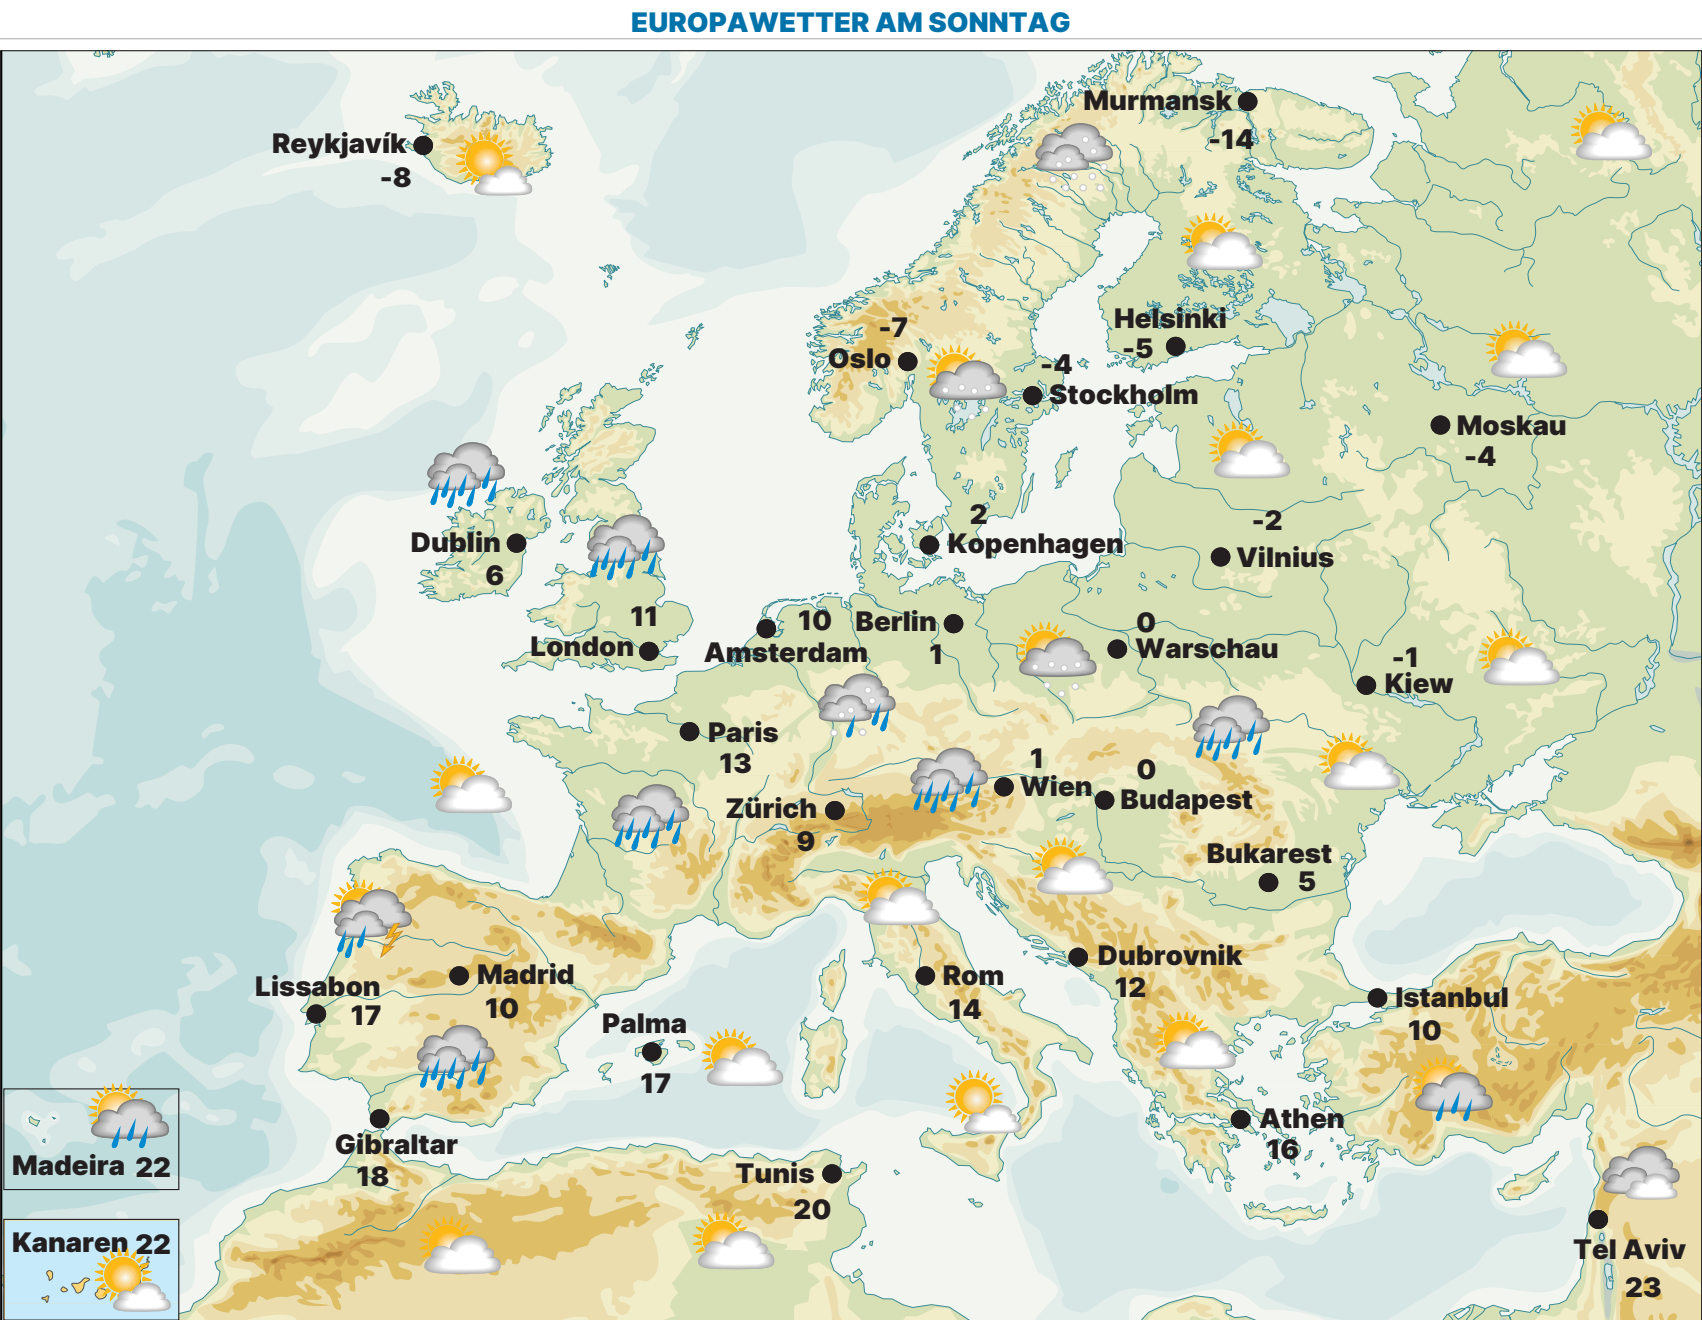 EUROPAWETTER AM SONNTAG
Murmansk
-14
Reykjavík
-8
Helsinki
-5
-7
Oslo
-4
Stockholm
Moskau
-4
2
Kopenhagen
-2
Vilnius
Dublin
6
11
London
10
Amsterdam
Berlin
1
0
Warschau
-1
Kiew
Paris
13
1
Wien
0
Budapest
Zürich
9
Bukarest
5
Dubrovnik
12
Lissabon
17
Madrid
10
Rom
14
Istanbul
10
Palma
17
Gibraltar
18
Athen
16
Madeira 22
Tunis
20
Kanaren 22
Tel Aviv
23